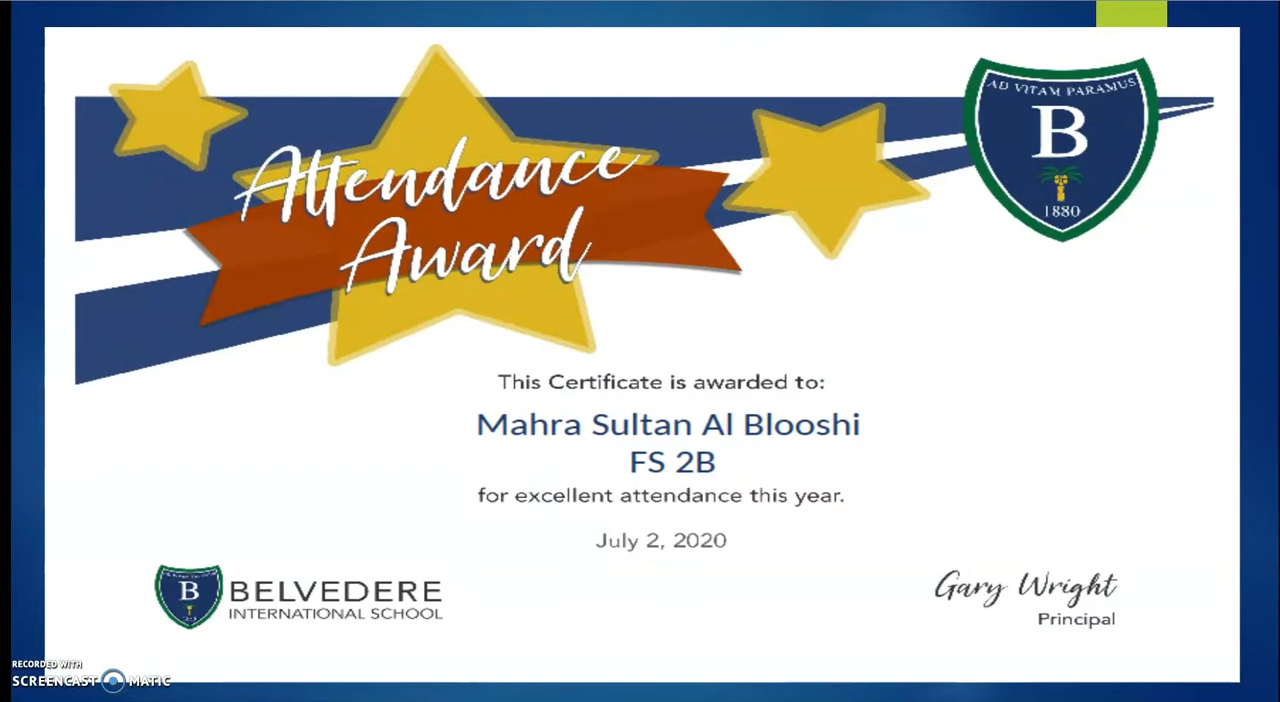 AD VITAM PARAMUS
B
1880
Attendance
Award
This Certificate is awarded to:
Mahra Sultan Al Blooshi
FS 2B
for excellent attendance this year.
July 2, 2020
B
BELVEDERE
INTERNATIONAL SCHOOL
Gary Wright
Principal
RECORDED WITH
SCREENCAST MATIC